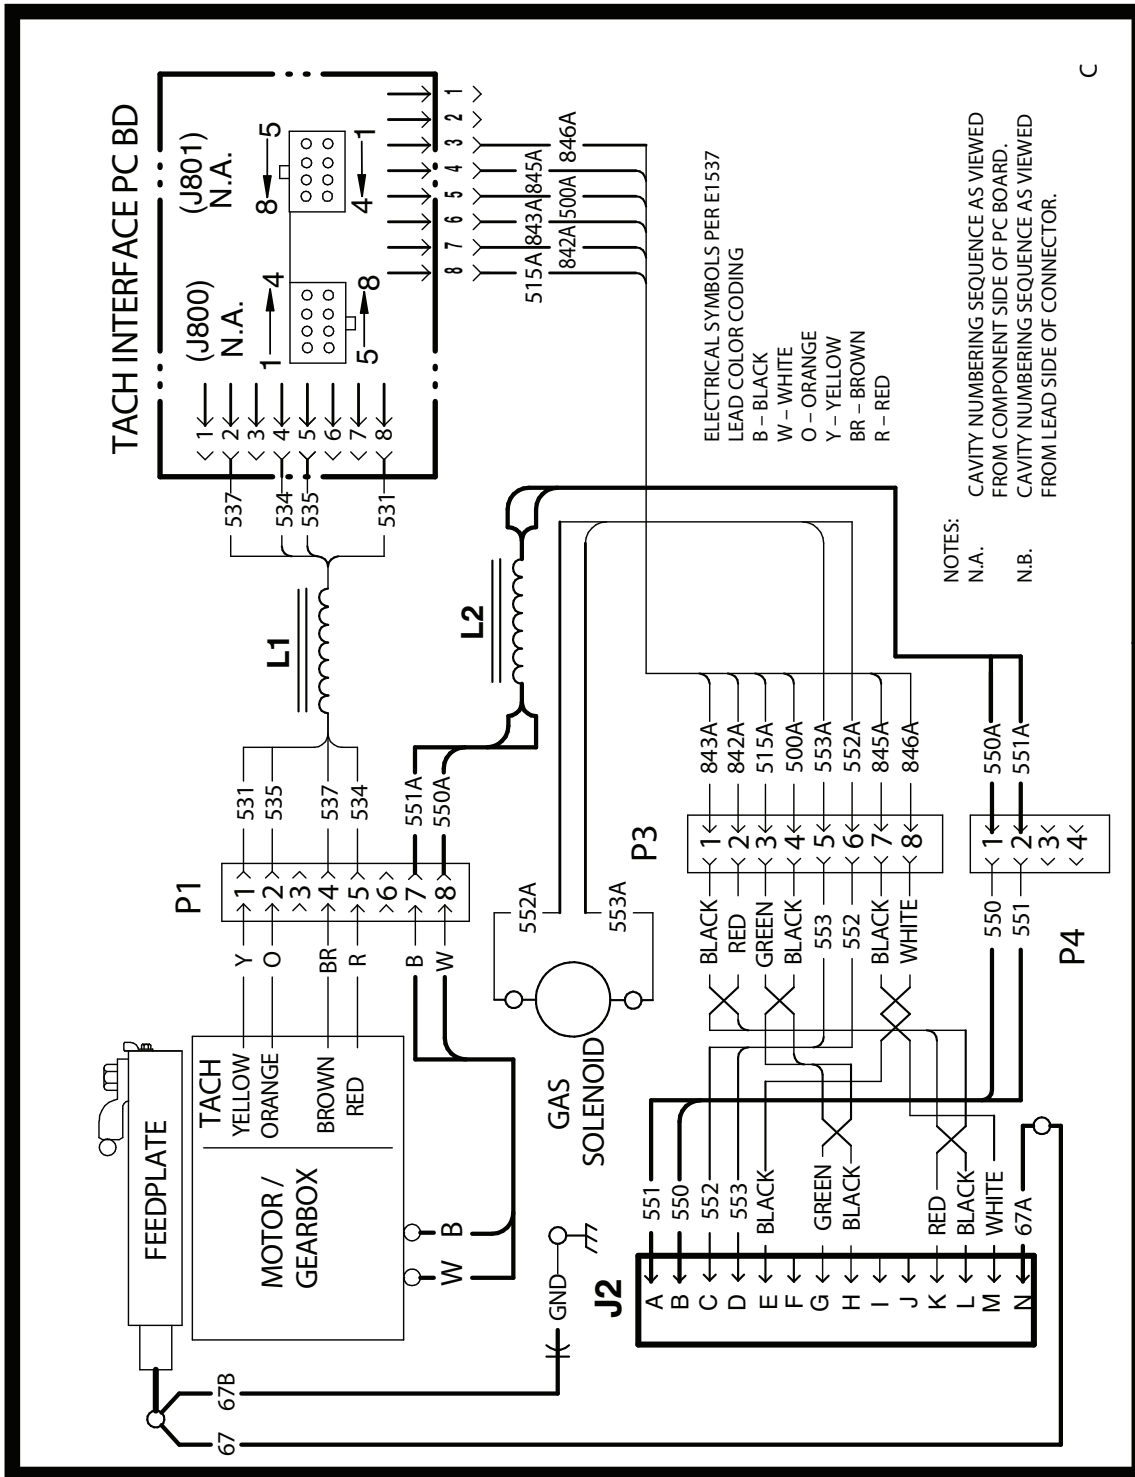 TACH INTERFACE PC BD
(J801)
N.A.
8
5
4
1
(J800)
N.A.
1
4
5
8
1
2
3
4
5
6
7
8
1
2
3
4
5
6
7
8
515A
842A
843A
500A
845A
846A
537
534
535
531
L1
L2
531
535
537
534
551A
550A
P1
1
2
3
4
5
6
7
8
Y
O
BR
R
B
W
TACH
YELLOW
ORANGE
BROWN
RED
MOTOR /
GEARBOX
FEEDPLATE
B
W
67B
67
GND
GAS
SOLENOID
552A
553A
P3
1
2
3
4
5
6
7
8
843A
842A
515A
500A
553A
552A
845A
846A
BLACK
RED
GREEN
BLACK
553
552
BLACK
WHITE
P4
1
2
3
4
550A
551A
550
551
J2
A
B
C
D
E
F
G
H
I
J
K
L
M
N
551
550
552
553
BLACK
GREEN
BLACK
RED
BLACK
WHITE
67A
ELECTRICAL SYMBOLS PER E1537
LEAD COLOR CODING
B – BLACK
W – WHITE
O – ORANGE
Y – YELLOW
BR – BROWN
R – RED
NOTES:
N.A. CAVITY NUMBERING SEQUENCE AS VIEWED
FROM COMPONENT SIDE OF PC BOARD.
N.B. CAVITY NUMBERING SEQUENCE AS VIEWED
FROM LEAD SIDE OF CONNECTOR.
C